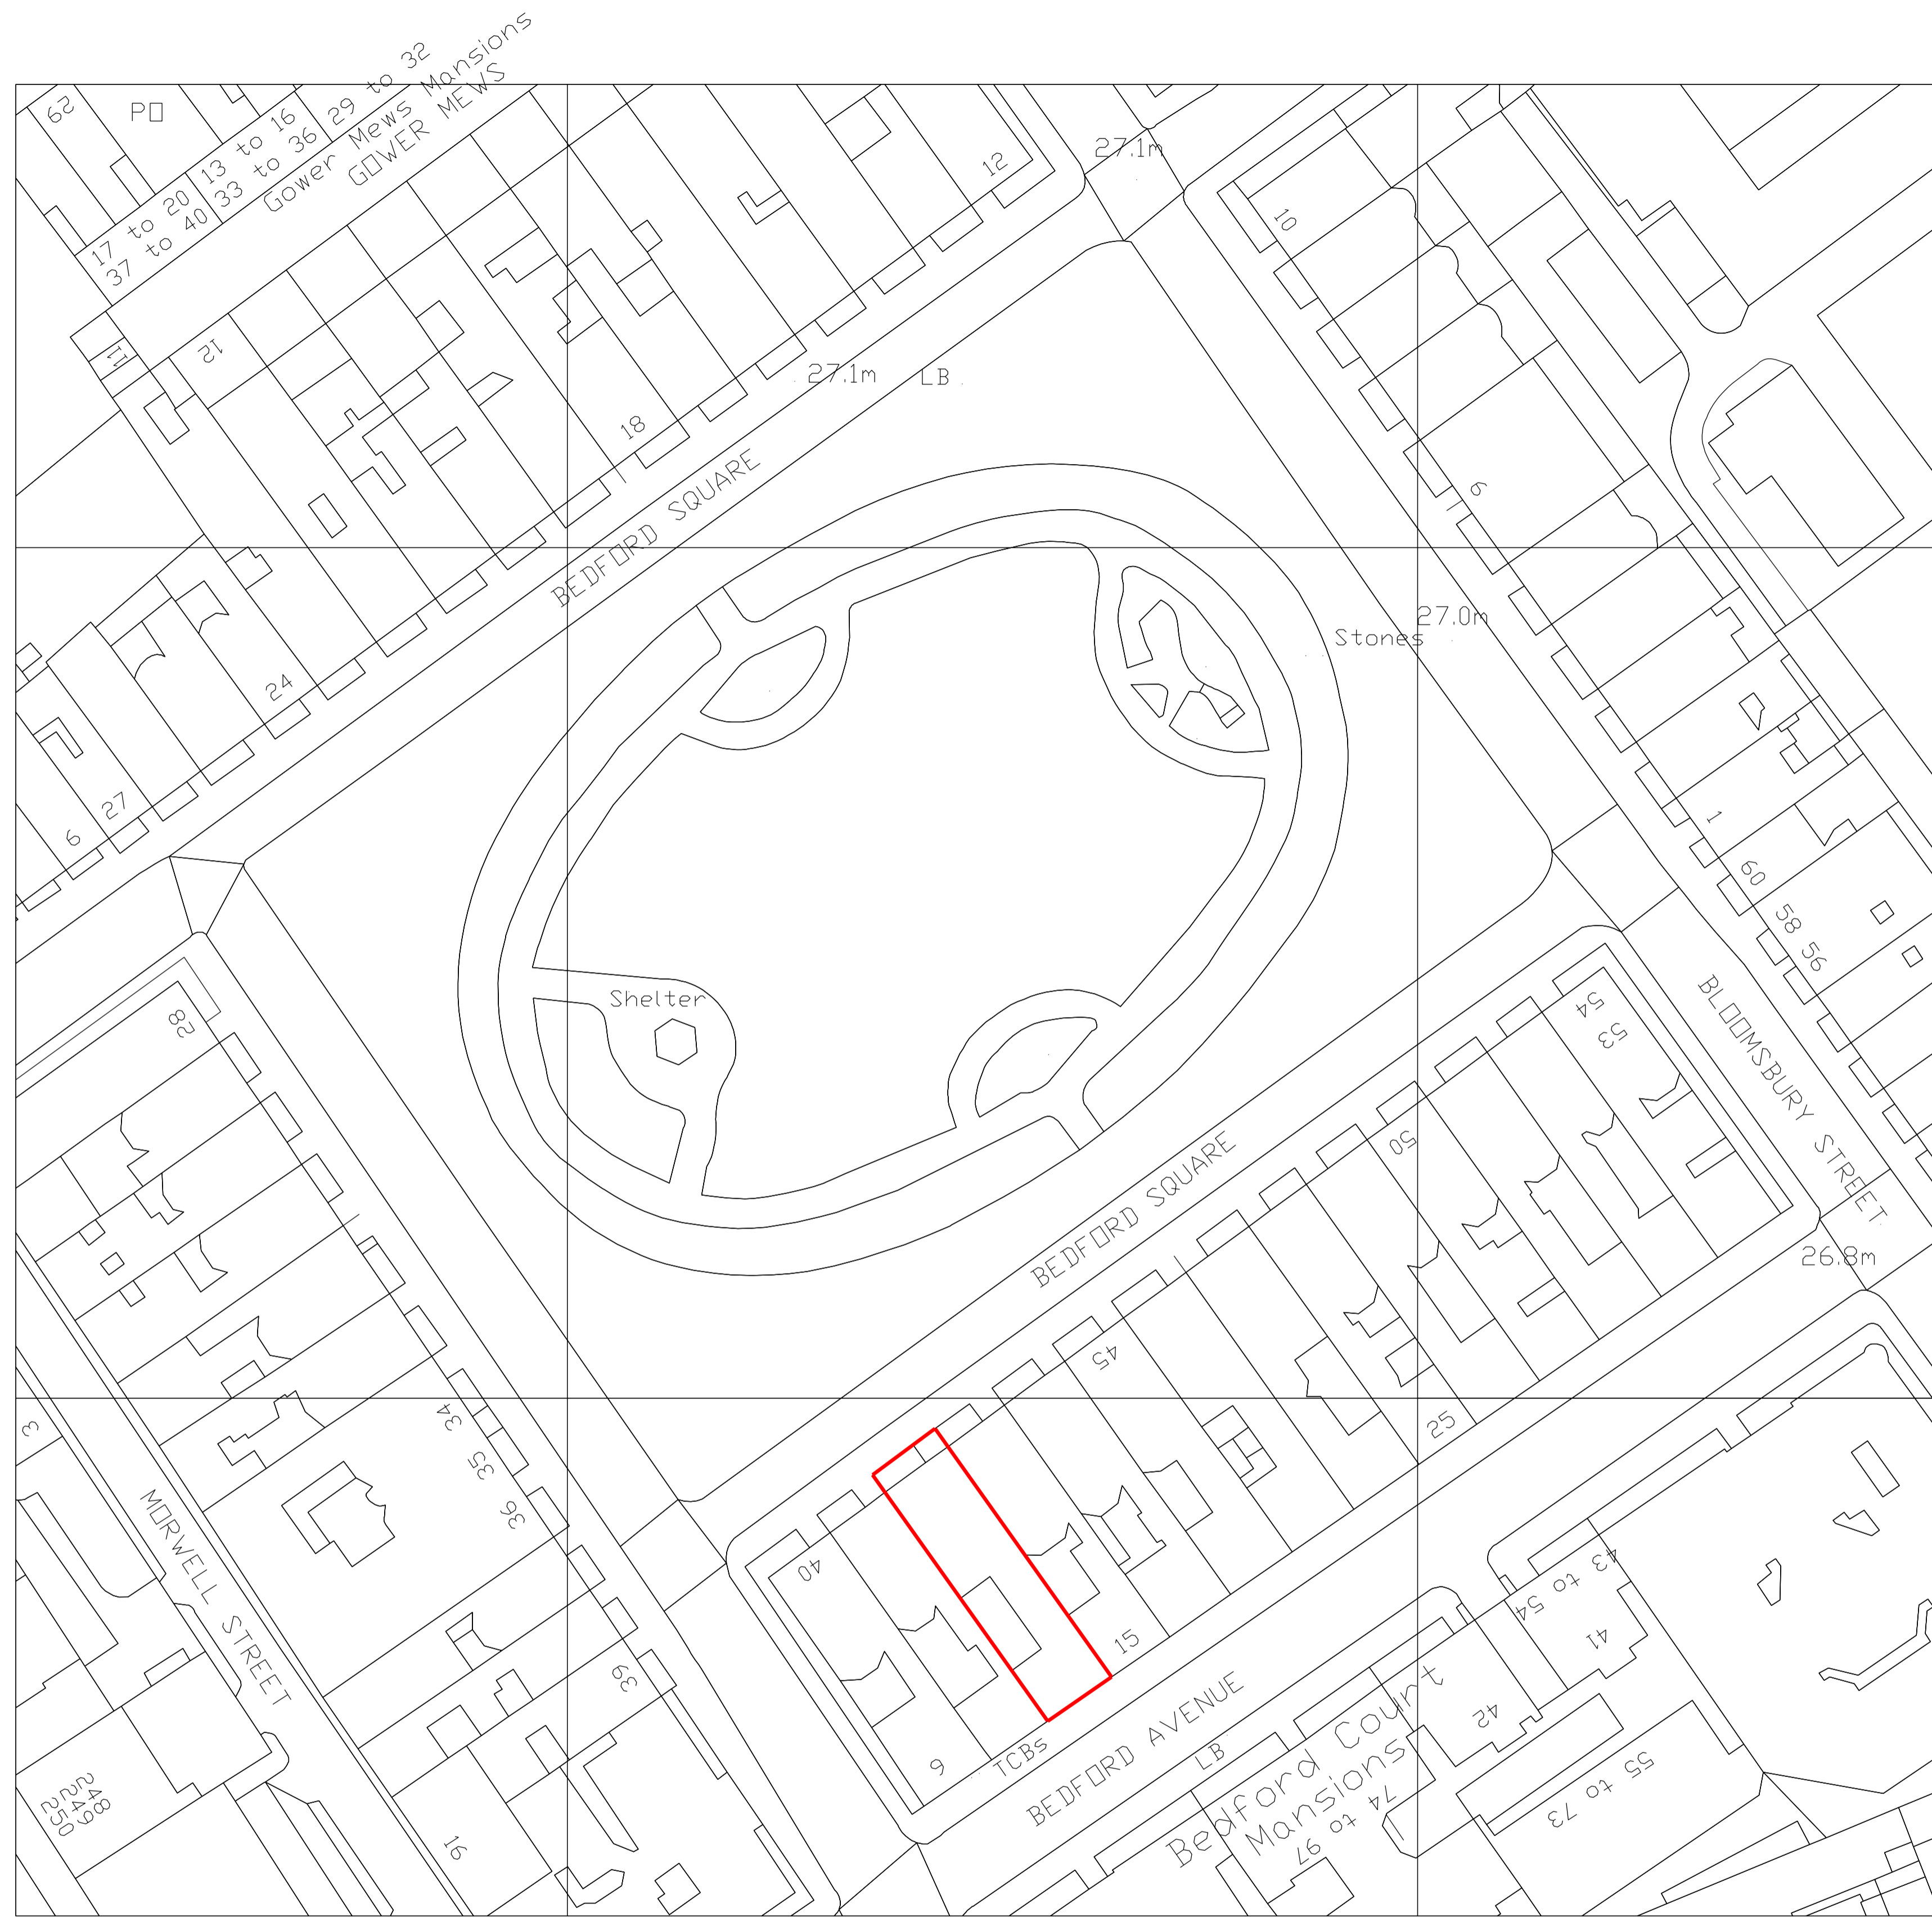 29
PO
17 to 20 13 to 16
37 to 40 33 to 36 29 to 32
Gower Mews Mansions
GOWER MEWS
12
27.1m
10
11
12
27.1m
LB
18
BEDFORD SQUARE
6
27.0m
Stones
24
27
6
1
60
58
56
28
Shelter
54
53
BLOOMSBURY STREET
50
BEDFORD SQUARE
26.8m
45
34
35
36
3
25
MORWELL STREET
40
15
43
54 to
41
39
42
9
TCBs
BEDFORD AVENUE
LB
Bedford Court
Mansions
74 to 97
55 to 73
248
249
250
16